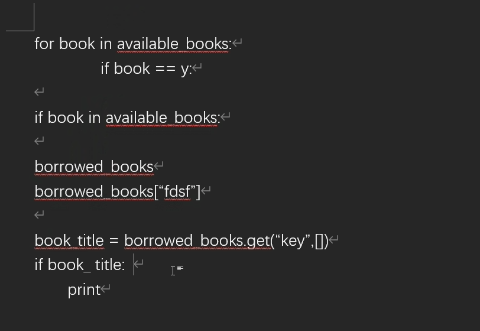 for book in available_books:
if book == y:
if book in available_books:
borrowed_books
borrowed_books[“fdsf”]
book_title = borrowed_books.get(“key”,[])
if book_ title:
print